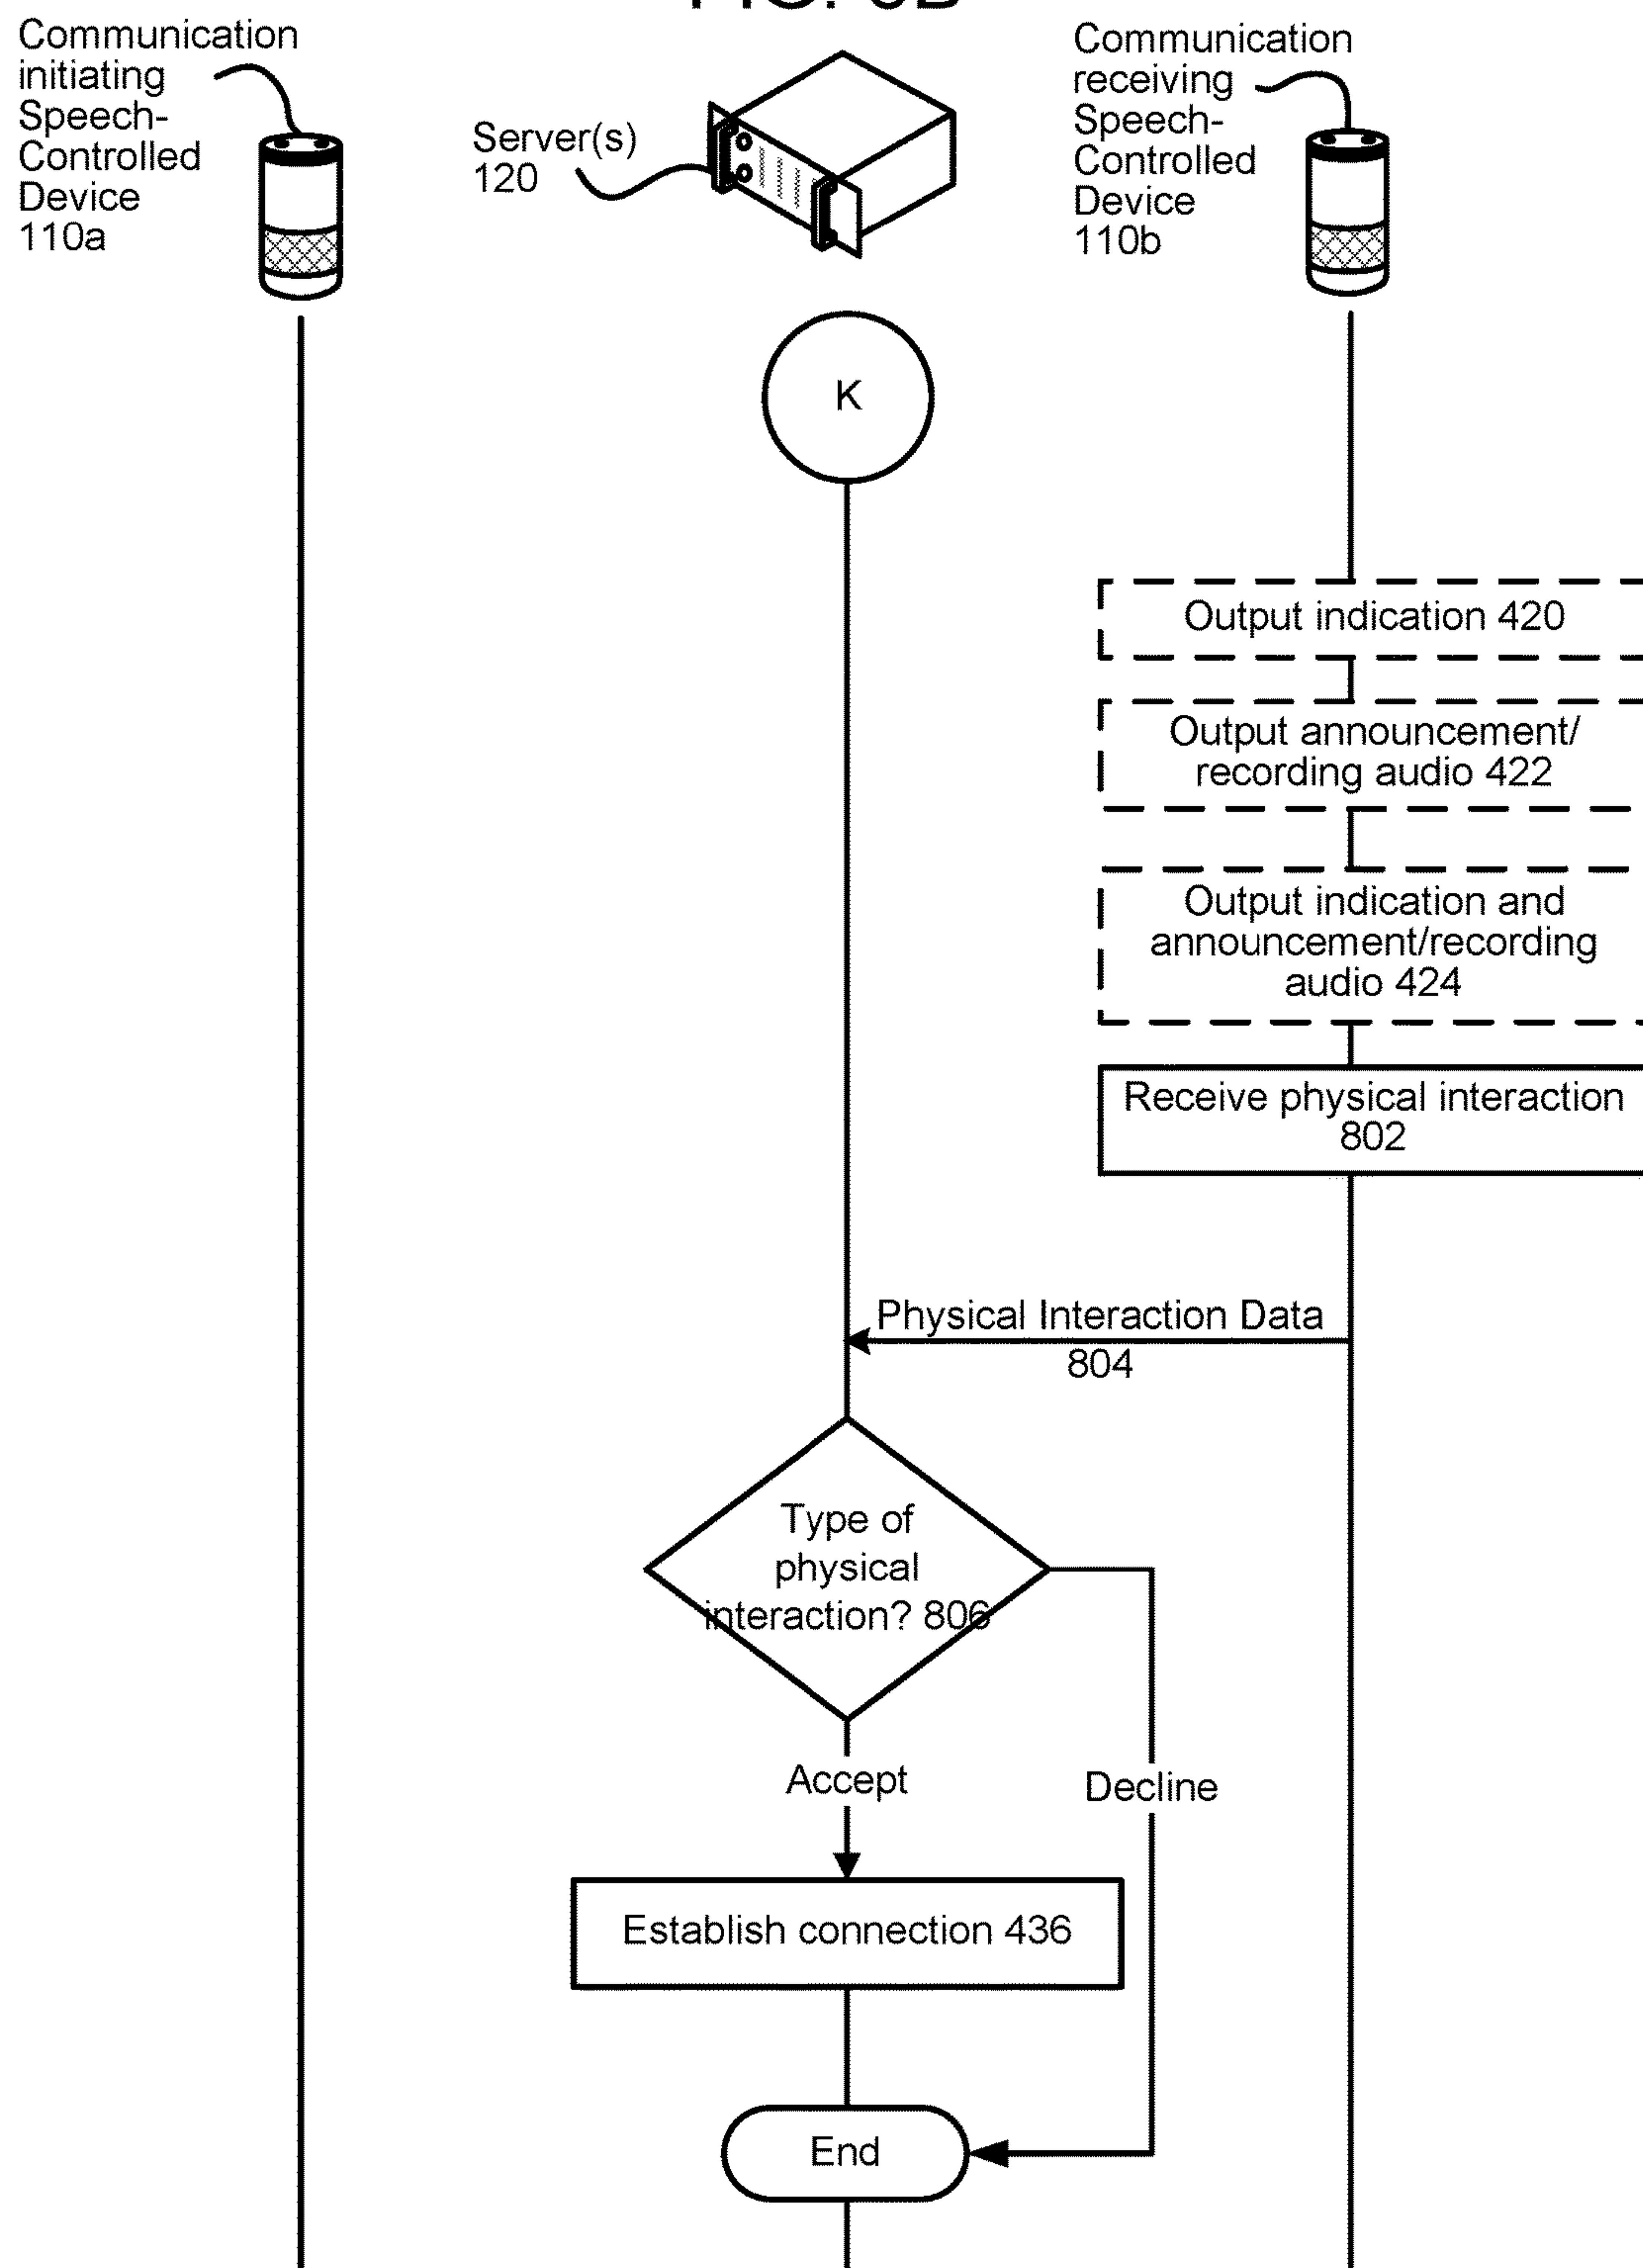 Communication
initiating
Speech-
Controlled
Device
110a
Server(s)
120
Communication
receiving
Speech-
Controlled
Device
110b
K
Output indication 420
Output announcement/
recording audio 422
Output indication and
announcement/recording
audio 424
Receive physical interaction
802
Physical Interaction Data
804
Type of
physical
interaction? 806
Accept
Decline
Establish connection 436
End